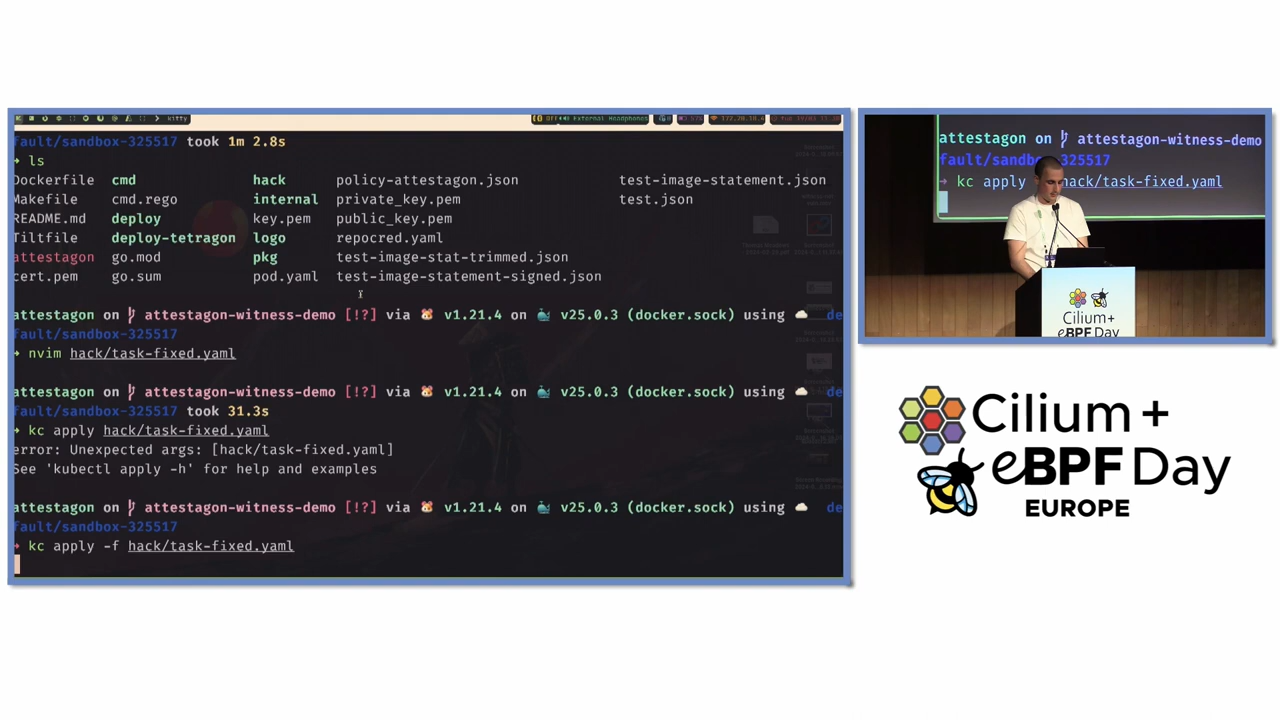 kitty
External Headphones
fault/sandbox-325517 took 1m 2.8s
ls
Dockerfile cmd hack policy-attestagon.json test-image-statement.json
Makefile cmd.rego internal private_key.pem test.json
README.md deploy key.pem public_key.pem
Tiltfile deploy-tetragon logo repocred.yaml
attestagon go.mod pkg test-image-stat-trimmed.json
cert.pem go.sum pod.yaml test-image-statement-signed.json
attestagon on attestagon-witness-demo [!?] via v1.21.4 on v25.0.3 (docker.sock) using de
fault/sandbox-325517
nvim hack/task-fixed.yaml
attestagon on attestagon-witness-demo [!?] via v1.21.4 on v25.0.3 (docker.sock) using de
fault/sandbox-325517 took 31.3s
kc apply hack/task-fixed.yaml
error: Unexpected args: [hack/task-fixed.yaml]
See 'kubectl apply -h' for help and examples
attestagon on attestagon-witness-demo [!?] via v1.21.4 on v25.0.3 (docker.sock) using de
fault/sandbox-325517
kc apply -f hack/task-fixed.yaml
attestagon on attestagon-witness-demo
fault/sandb 325517
kc apply hack/task-fixed.yaml
Cilium+
eBPF Day
Cilium +
eBPF Day
EUROPE